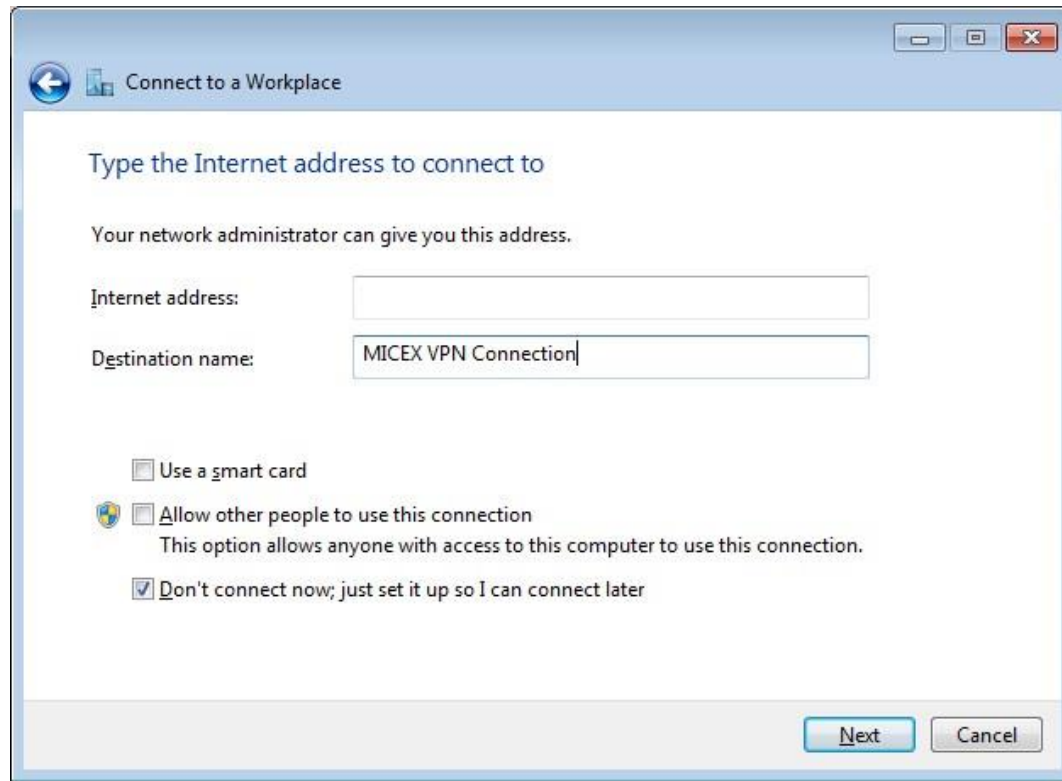 Connect to a Workplace
Type the Internet address to connect to
Your network administrator can give you this address.
Internet address:
Destination name: MICEX VPN Connection
Use a smart card
Allow other people to use this connection
This option allows anyone with access to this computer to use this connection.
Don't connect now; just set it up so I can connect later
Next Cancel